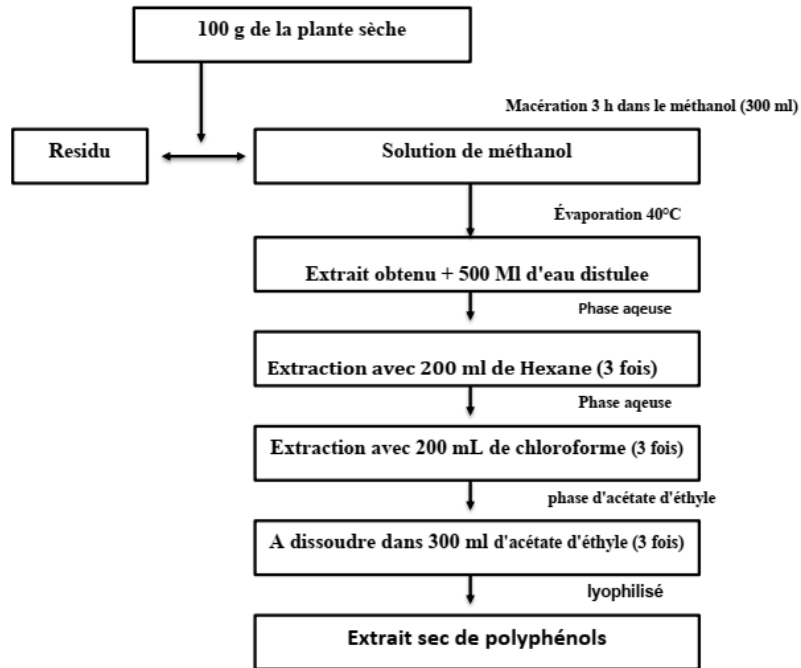 100 g de la plante sèche
Macération 3 h dans le méthanol (300 ml)
Residu
Solution de méthanol
Évaporation 40°C
Extrait obtenu + 500 Ml d'eau distulee
Phase aqeuse
Extraction avec 200 ml de Hexane (3 fois)
Phase aqeuse
Extraction avec 200 mL de chloroforme (3 fois)
phase d'acétate d'éthyle
A dissoudre dans 300 ml d'acétate d'éthyle (3 fois)
lyophilisé
Extrait sec de polyphénols